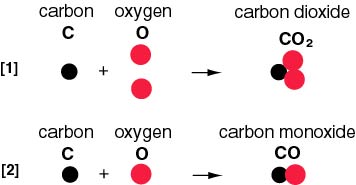 carbon oxygen carbon dioxide
C O CO₂
[1] + →
carbon oxygen carbon monoxide
C O CO
[2] + →